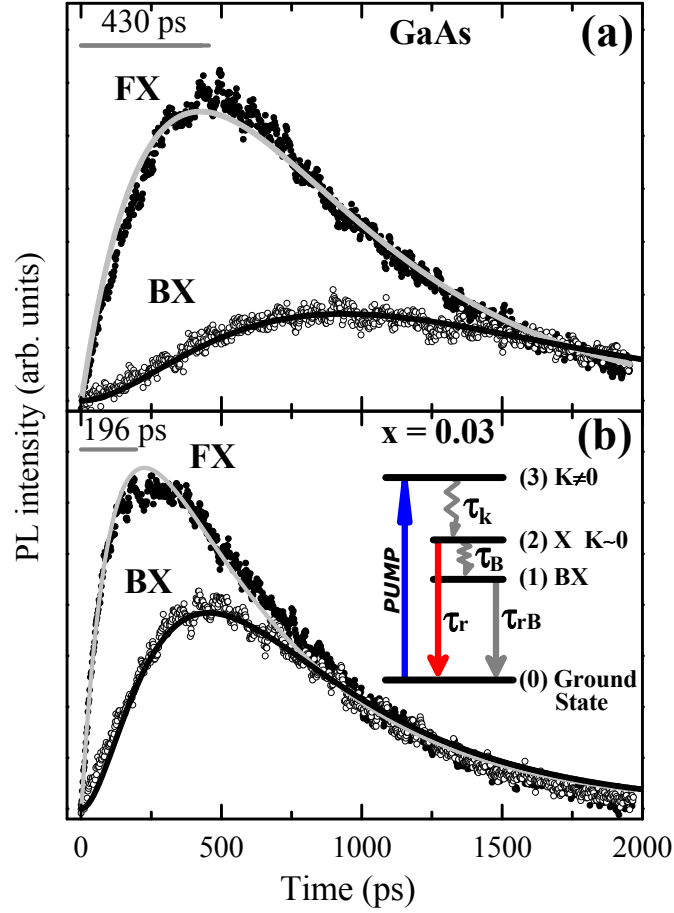 430 ps
GaAs
(a)
FX
BX
PL intensity (arb. units)
196 ps
x = 0.03
(b)
FX
BX
PUMP
(3) K≠0
τk
(2) X K~0
τB
(1) BX
τr
τrB
(0) Ground
State
0 500 1000 1500 2000
Time (ps)